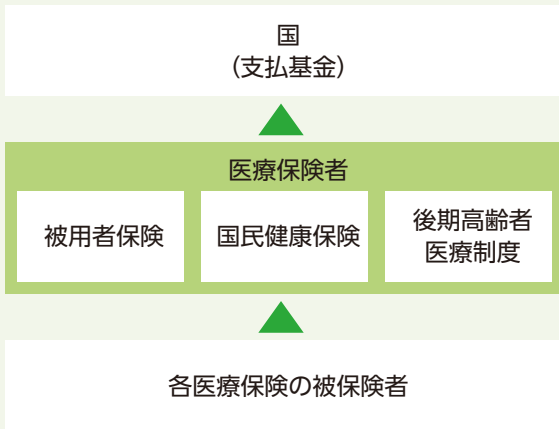 国
（支払基金）
医療保険者
被用者保険
国民健康保険
後期高齢者
医療制度
各医療保険の被保険者